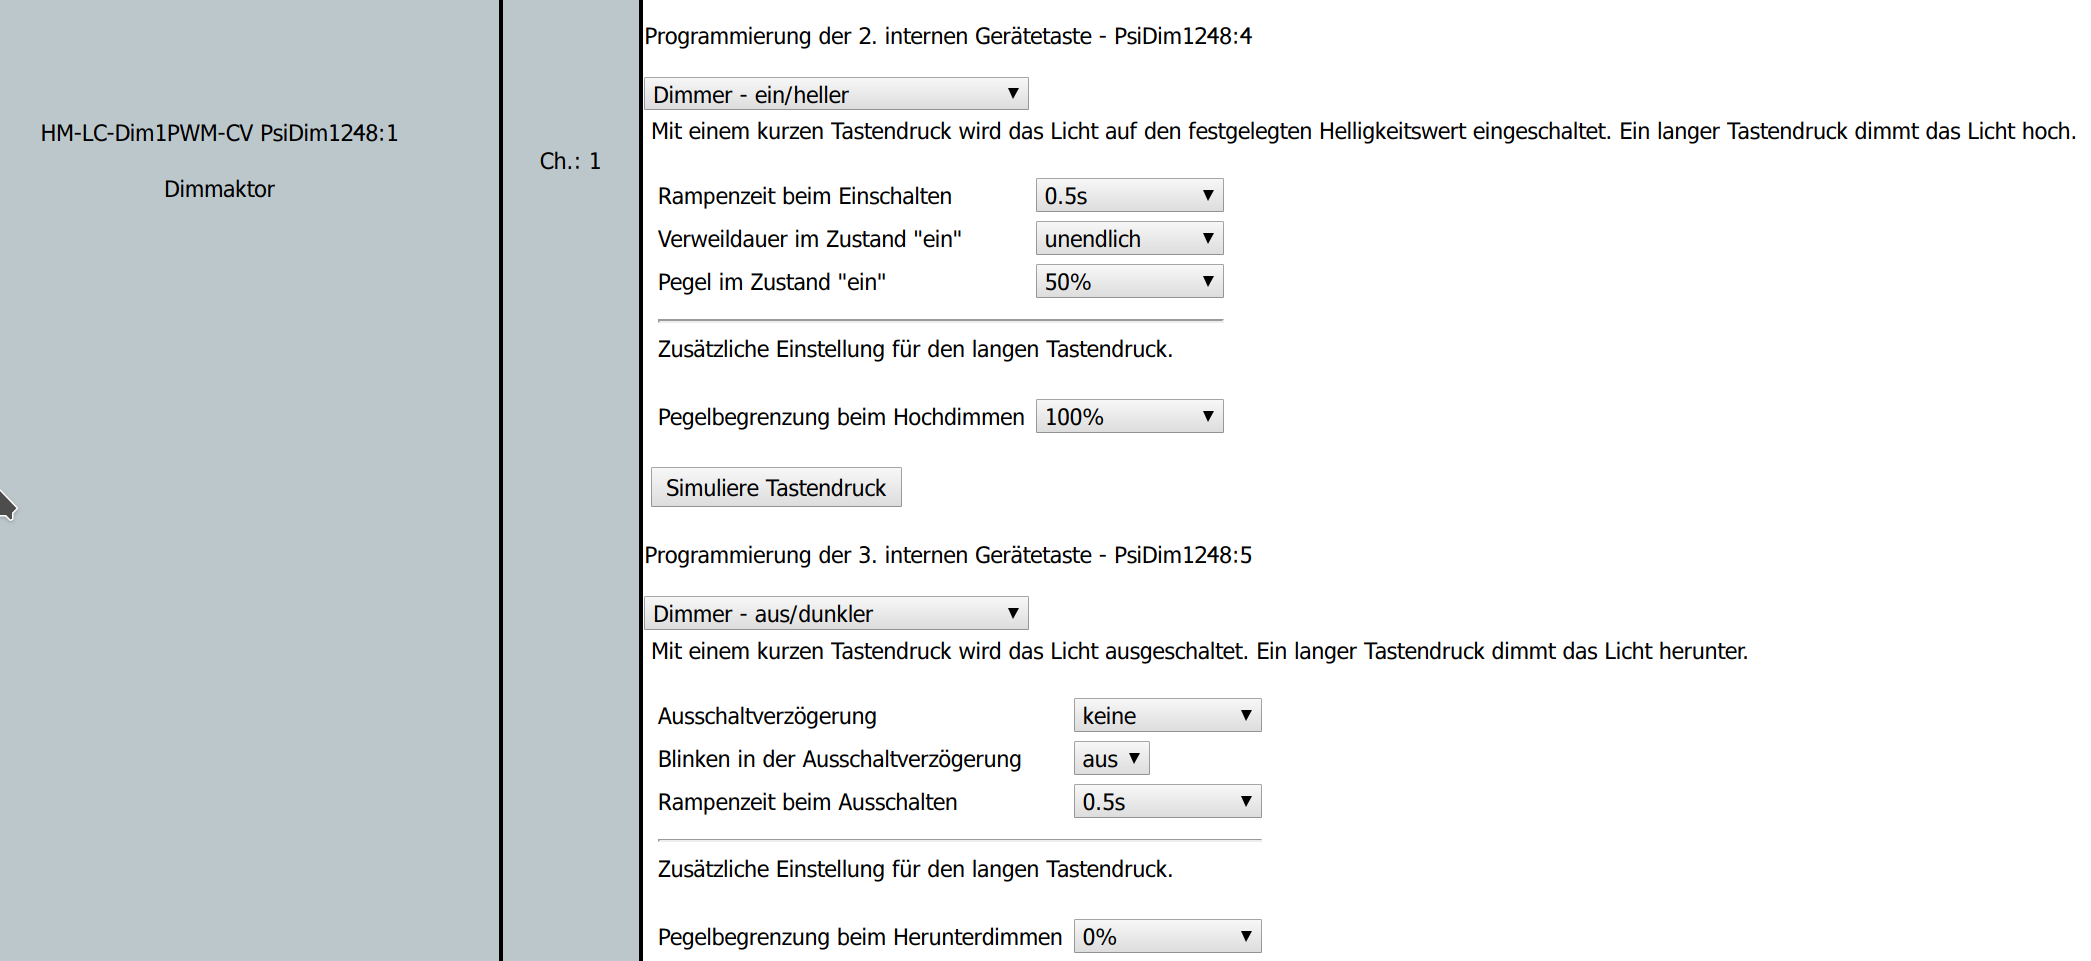 HM-LC-Dim1PWM-CV PsiDim1248:1
Dimmaktor
Ch.: 1
Programmierung der 2. internen Gerätetaste - PsiDim1248:4
Dimmer - ein/heller
Mit einem kurzen Tastendruck wird das Licht auf den festgelegten Helligkeitswert eingeschaltet. Ein langer Tastendruck dimmt das Licht hoch.
Rampenzeit beim Einschalten 0.5s
Verweildauer im Zustand "ein" unendlich
Pegel im Zustand "ein" 50%
Zusätzliche Einstellung für den langen Tastendruck.
Pegelbegrenzung beim Hochdimmen 100%
Simuliere Tastendruck
Programmierung der 3. internen Gerätetaste - PsiDim1248:5
Dimmer - aus/dunkler
Mit einem kurzen Tastendruck wird das Licht ausgeschaltet. Ein langer Tastendruck dimmt das Licht herunter.
Ausschaltverzögerung keine
Blinken in der Ausschaltverzögerung aus
Rampenzeit beim Ausschalten 0.5s
Zusätzliche Einstellung für den langen Tastendruck.
Pegelbegrenzung beim Herunterdimmen 0%